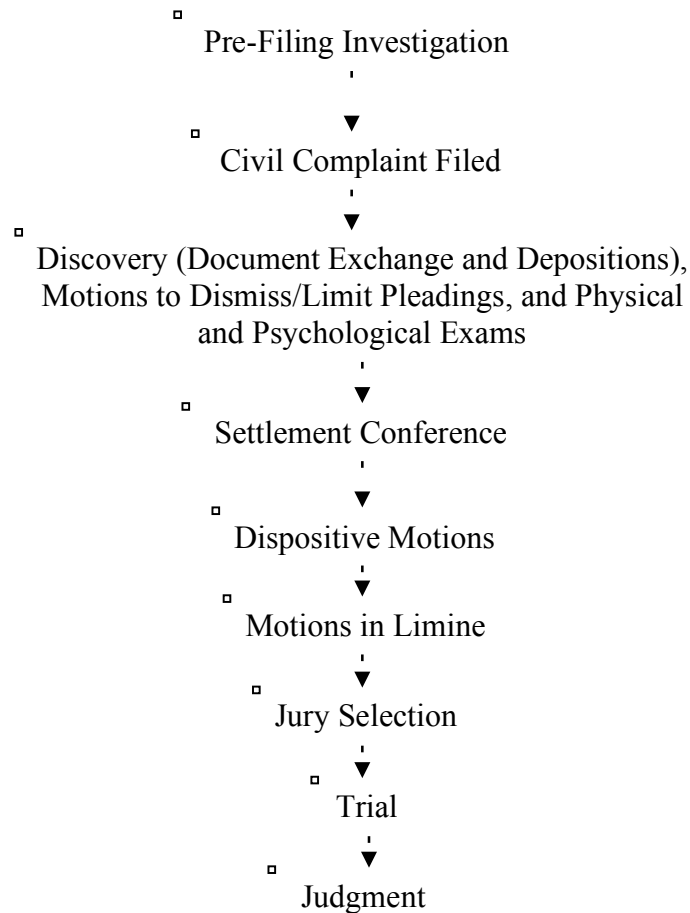 Pre-Filing Investigation
Civil Complaint Filed
Discovery (Document Exchange and Depositions),
Motions to Dismiss/Limit Pleadings, and Physical
and Psychological Exams
Settlement Conference
Dispositive Motions
Motions in Limine
Jury Selection
Trial
Judgment